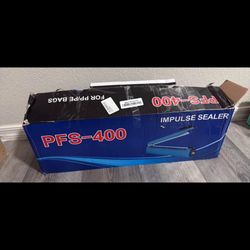 FOR PP/PE BAGS
PFS-400
IMPULSE SEALER
PFS-400